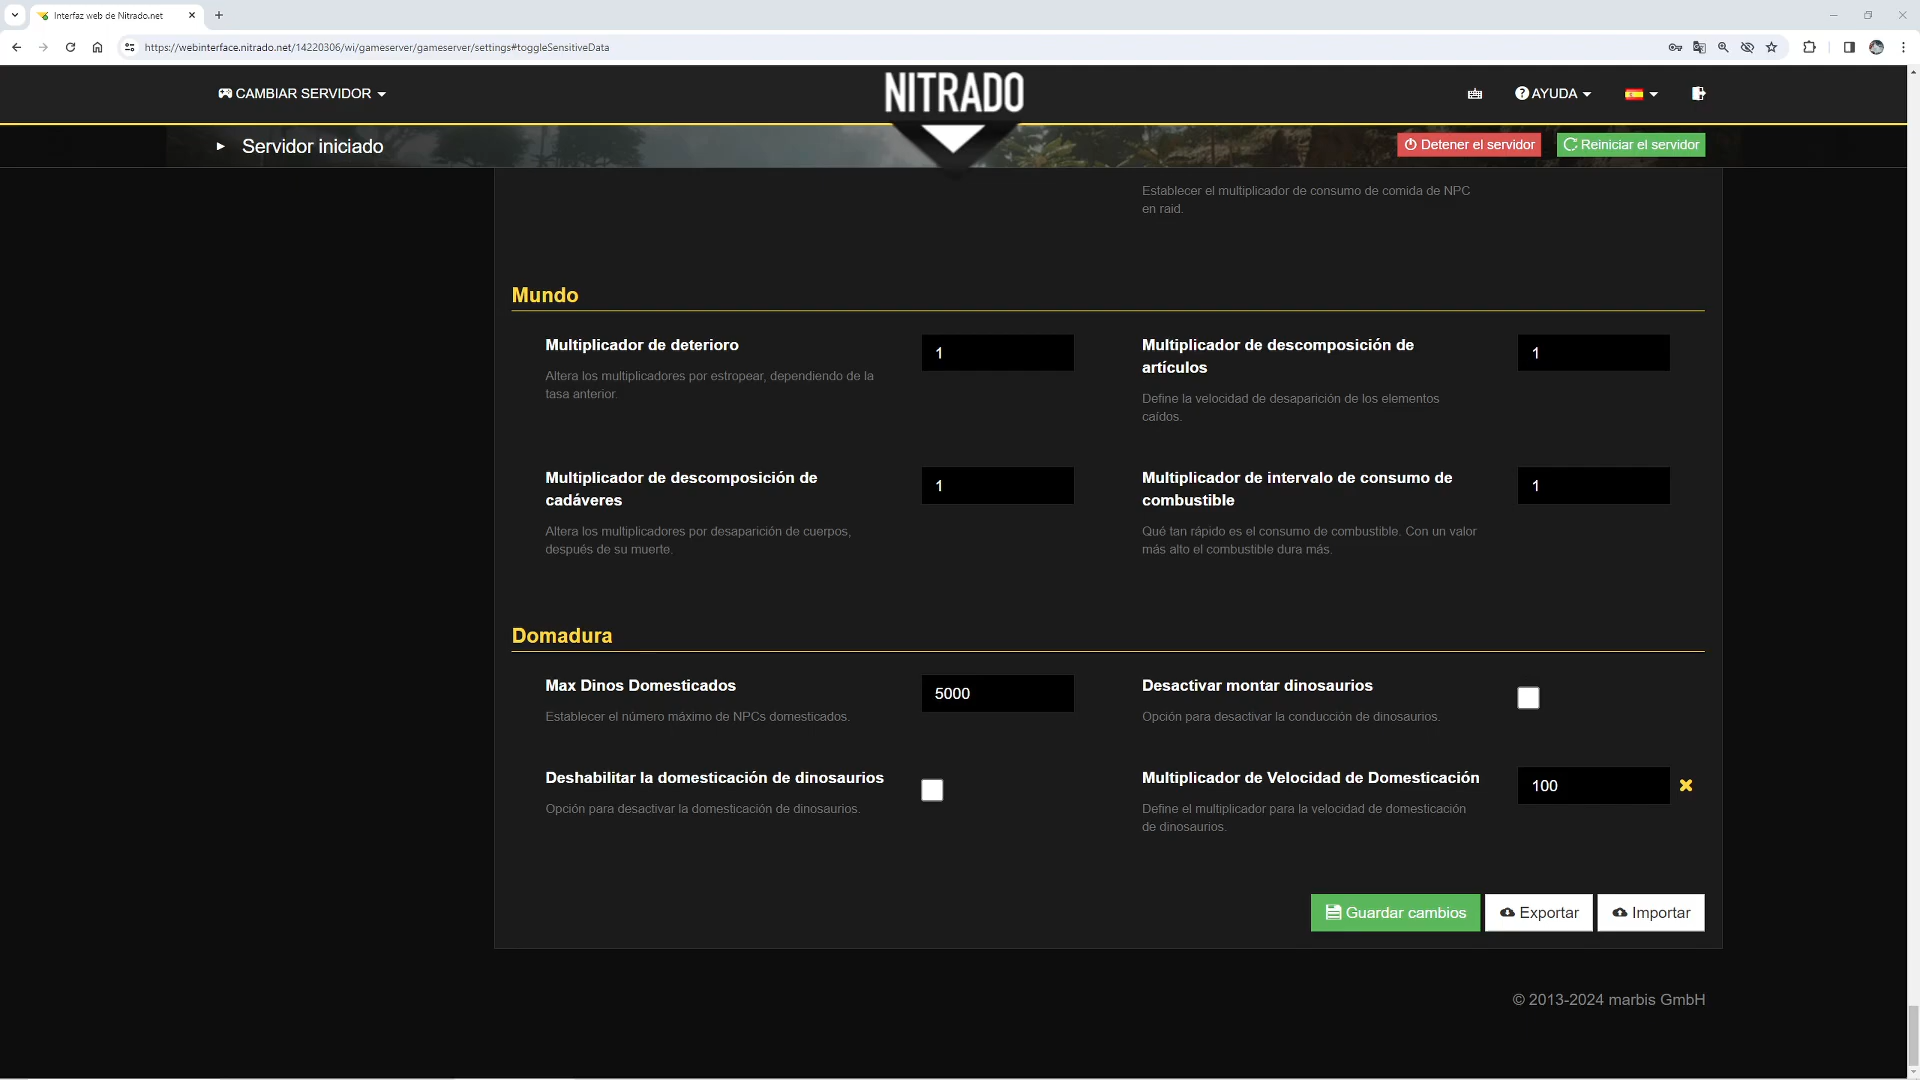 Interfaz web de Nitrado.net
https://webinterface.nitrado.net/14220306/wi/gameserver/gameserver/settings#toggleSensitiveData
CAMBIAR SERVIDOR
NITRADO
AYUDA
Servidor iniciado
Detener el servidor
Reiniciar el servidor
Establecer el multiplicador de consumo de comida de NPC
en raid.
Mundo
Multiplicador de deterioro
1
Altera los multiplicadores por estropear, dependiendo de la
tasa anterior.
Multiplicador de descomposición de
artículos
1
Define la velocidad de desaparición de los elementos
caídos.
Multiplicador de descomposición de
cadáveres
1
Altera los multiplicadores por desaparición de cuerpos,
después de su muerte.
Multiplicador de intervalo de consumo de
combustible
1
Qué tan rápido es el consumo de combustible. Con un valor
más alto el combustible dura más.
Domadura
Max Dinos Domesticados
5000
Establecer el número máximo de NPCs domesticados.
Desactivar montar dinosaurios
Opción para desactivar la conducción de dinosaurios.
Deshabilitar la domesticación de dinosaurios
Opción para desactivar la domesticación de dinosaurios.
Multiplicador de Velocidad de Domesticación
100
Define el multiplicador para la velocidad de domesticación
de dinosaurios.
Guardar cambios
Exportar
Importar
© 2013-2024 marbis GmbH